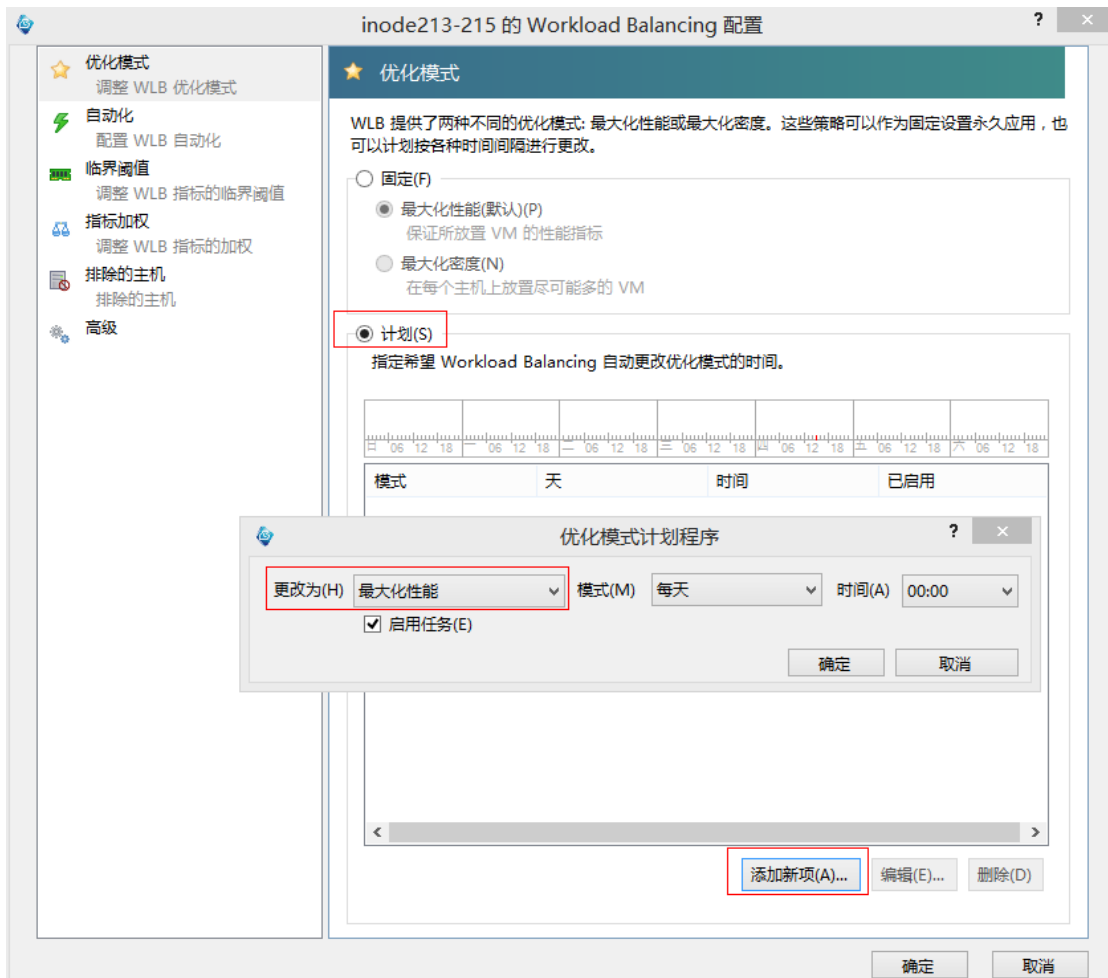 inode213-215 的 Workload Balancing 配置
?
优化模式
调整 WLB 优化模式
自动化
配置 WLB 自动化
临界阈值
调整 WLB 指标的临界阈值
指标加权
调整 WLB 指标的加权
排除的主机
排除的主机
高级
优化模式
WLB 提供了两种不同的优化模式: 最大化性能或最大化密度。这些策略可以作为固定设置永久应用，也
可以计划按各种时间间隔进行更改。
固定(F)
最大化性能(默认)(P)
保证所放置 VM 的性能指标
最大化密度(N)
在每个主机上放置尽可能多的 VM
计划(S)
指定希望 Workload Balancing 自动更改优化模式的时间。
日 06 12 18 一 06 12 18 二 06 12 18 三 06 12 18 四 06 12 18 五 06 12 18 六 06 12 18
模式 天 时间 已启用
优化模式计划程序 ?
更改为(H) 最大化性能 模式(M) 每天 时间(A) 00:00
启用任务(E)
确定 取消
添加新项(A)... 编辑(E)... 删除(D)
确定 取消